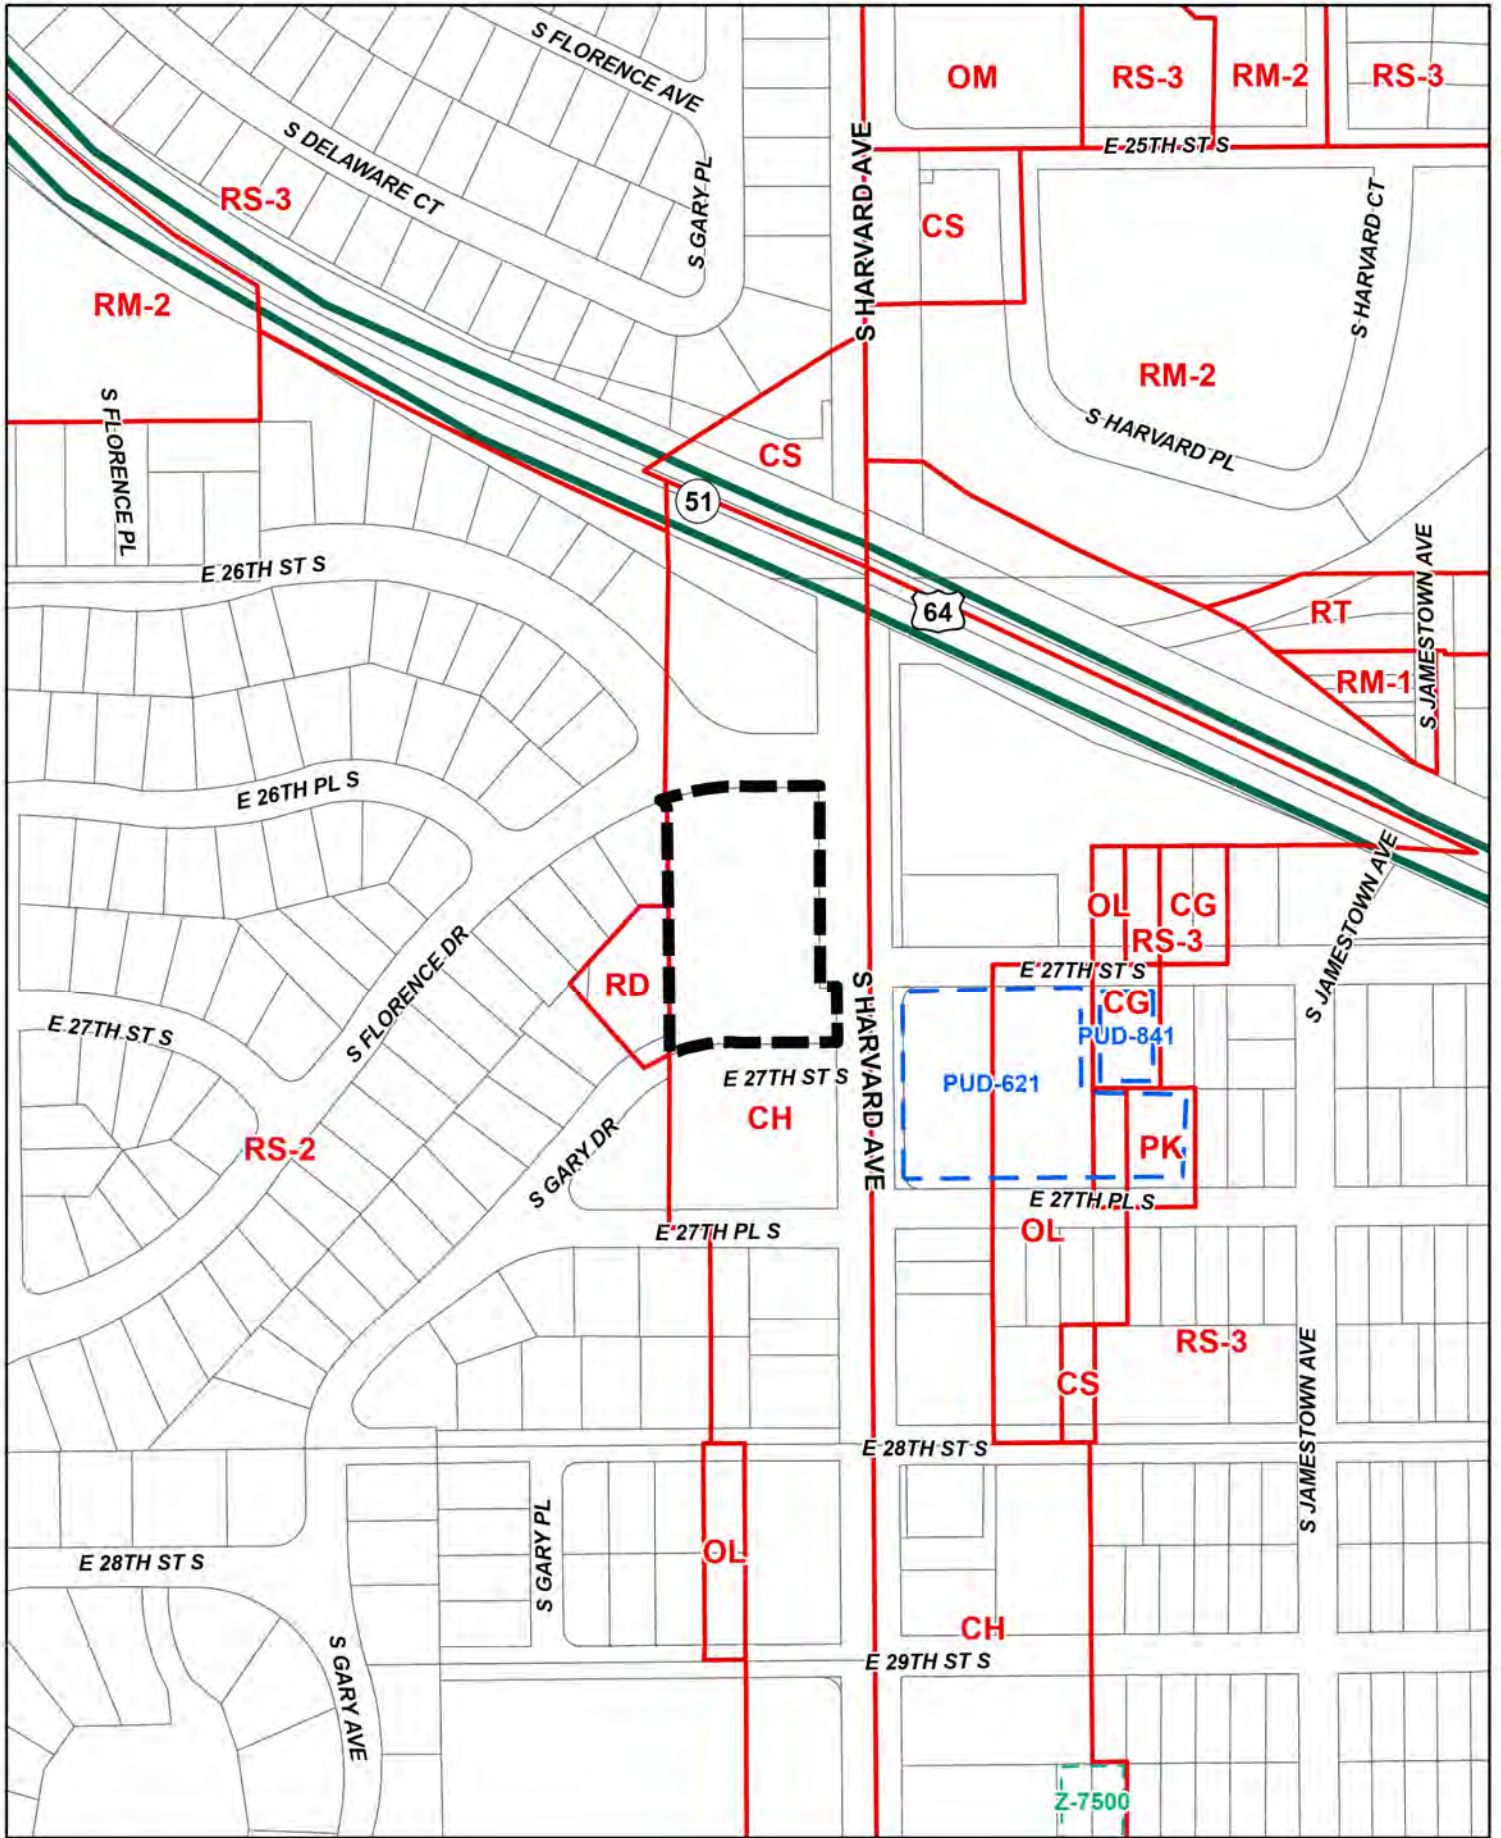 S FLORENCE AVE
OM
RS-3
RM-2
RS-3
S DELAWARE CT
E 25TH ST S
S GARY PL
S HARVARD AVE
RS-3
CS
S HARVARD CT
RM-2
RM-2
S FLORENCE PL
S HARVARD PL
CS
51
E 26TH ST S
64
RT
S JAMESTOWN AVE
RM-1
E 26TH PL S
S JAMESTOWN AVE
OL
CG
RS-3
S FLORENCE DR
RD
E 27TH ST S
CG
E 27TH ST S
PUD-841
S HARVARD AVE
E 27TH ST S
PUD-621
CH
RS-2
S GARY DR
PK
E 27TH PL S
E 27TH PL S
OL
RS-3
CS
S JAMESTOWN AVE
E 28TH ST S
S GARY PL
OL
E 28TH ST S
CH
S GARY AVE
E 29TH ST S
Z-7500